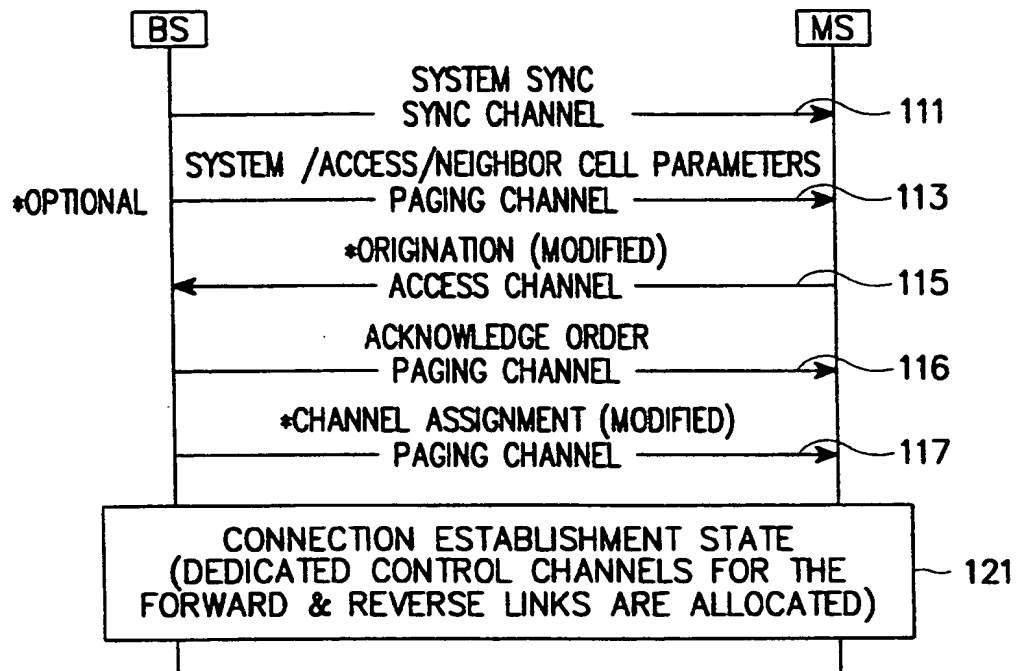 BS
MS
SYSTEM SYNC
SYNC CHANNEL
111
SYSTEM /ACCESS/NEIGHBOR CELL PARAMETERS
*OPTIONAL
PAGING CHANNEL
113
*ORIGINATION (MODIFIED)
ACCESS CHANNEL
115
ACKNOWLEDGE ORDER
PAGING CHANNEL
116
*CHANNEL ASSIGNMENT (MODIFIED)
PAGING CHANNEL
117
CONNECTION ESTABLISHMENT STATE
(DEDICATED CONTROL CHANNELS FOR THE
FORWARD & REVERSE LINKS ARE ALLOCATED)
121